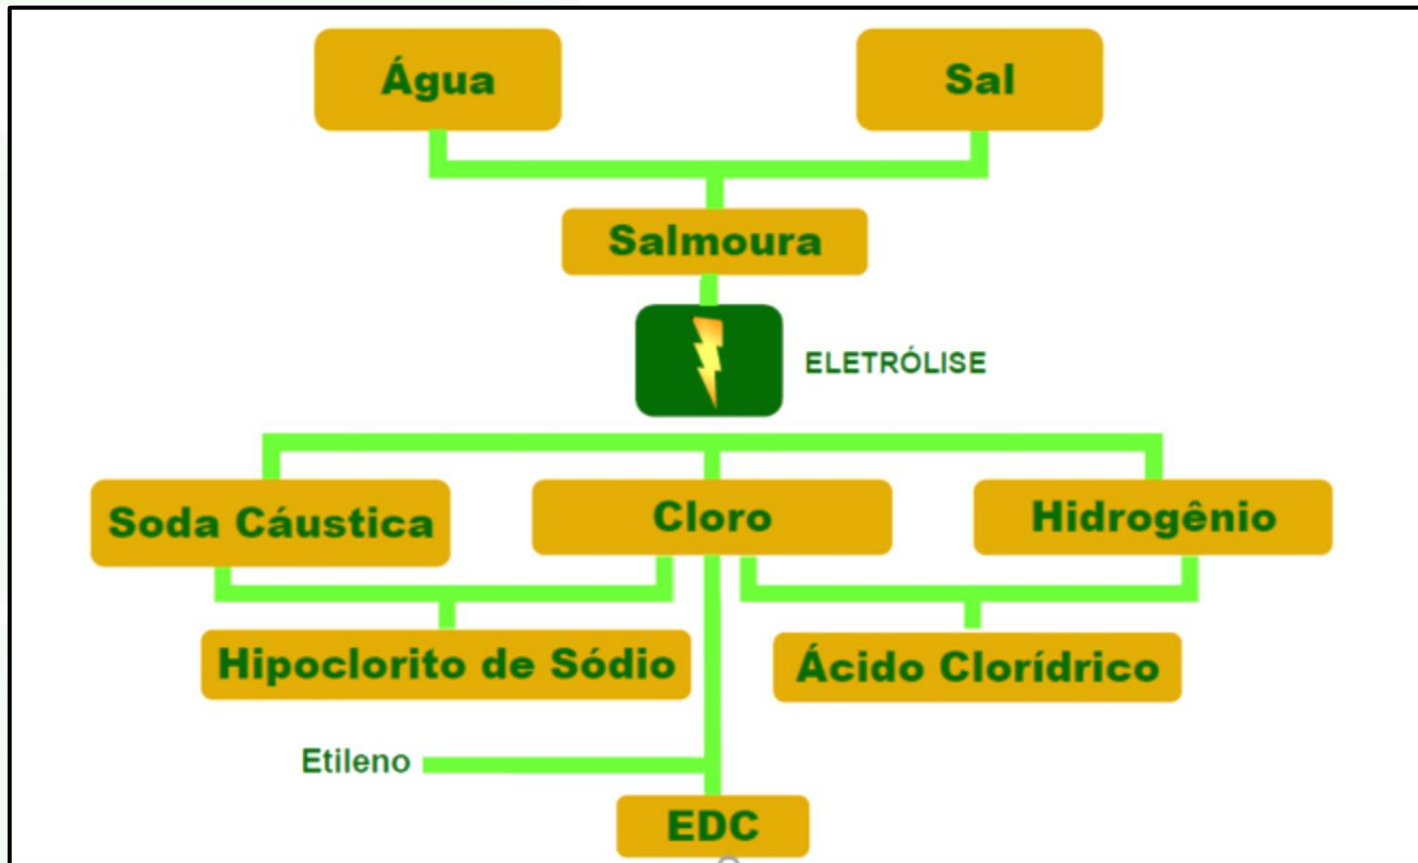 Água
Sal
Salmoura
ELETRÓLISE
Soda Cáustica
Cloro
Hidrogênio
Hipoclorito de Sódio
Ácido Clorídrico
Etileno
EDC